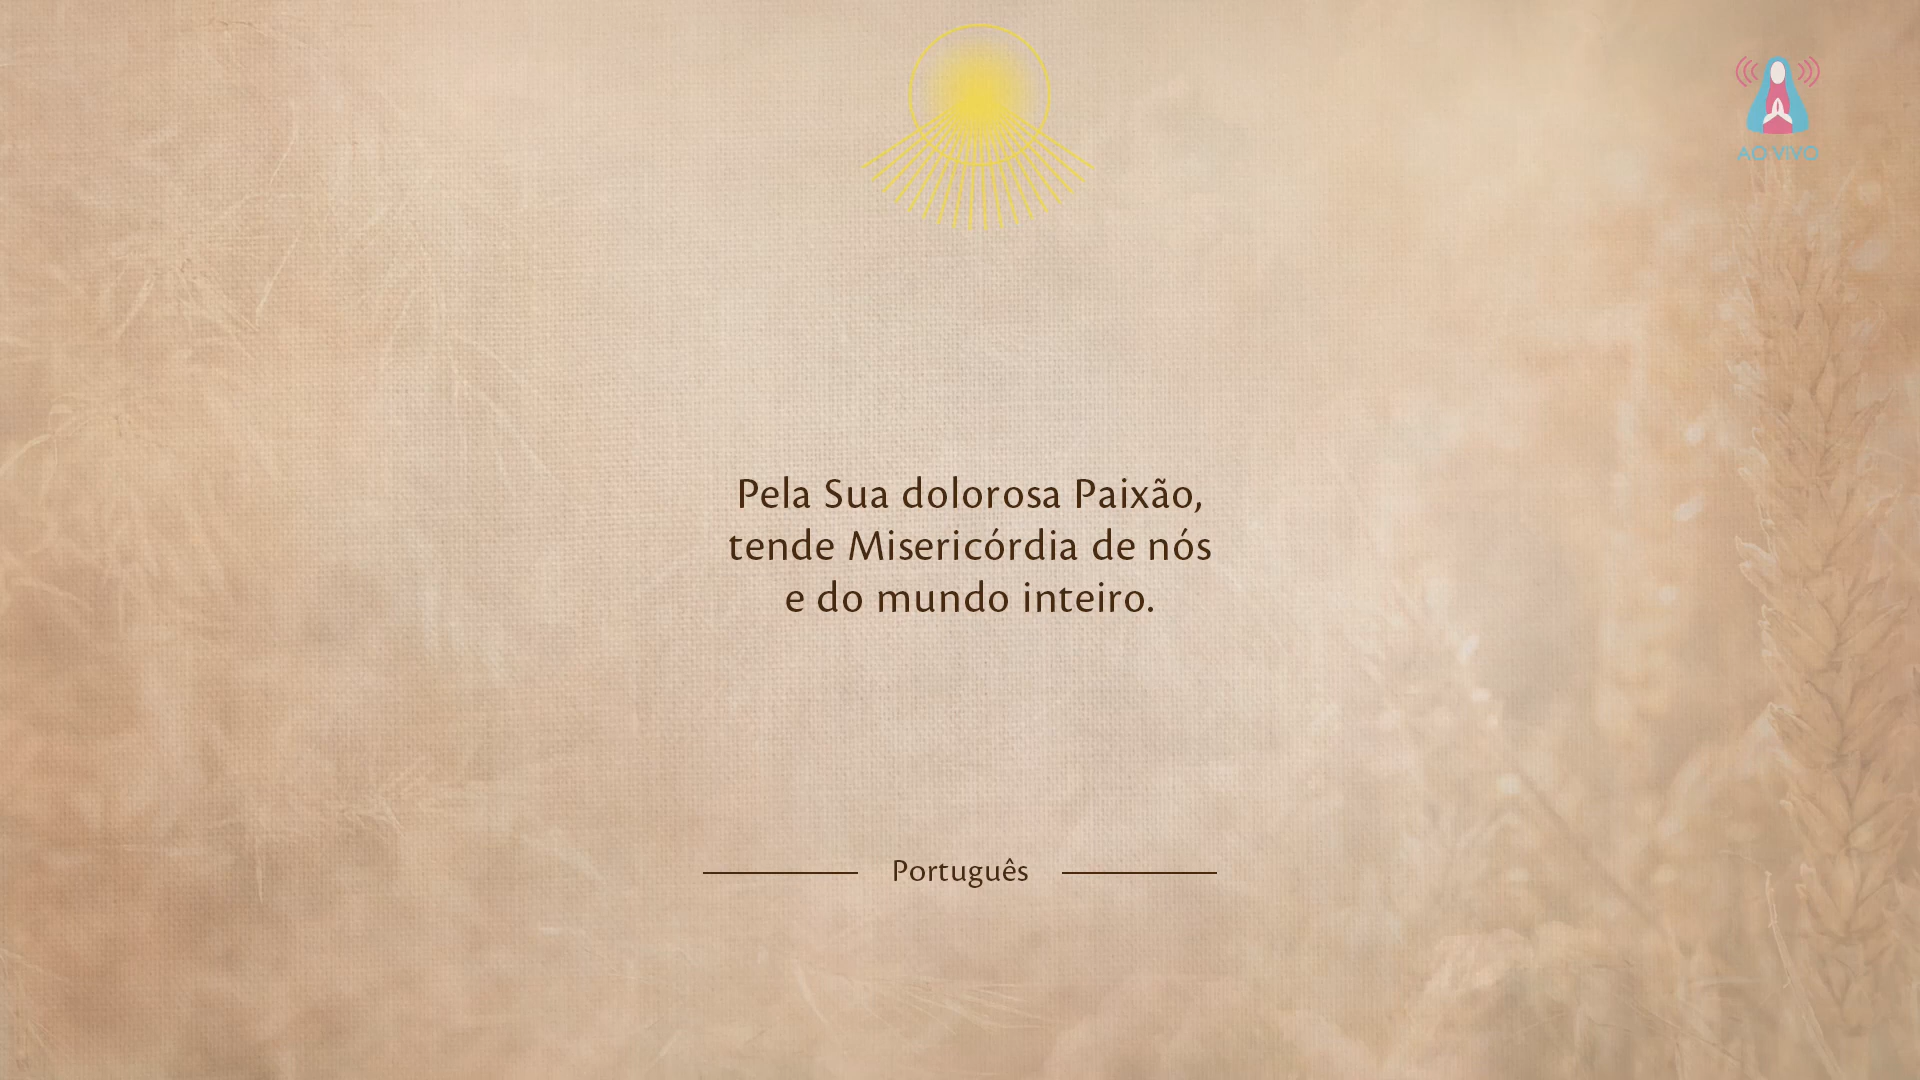 AO VIVO
Pela Sua dolorosa Paixão,
tende Misericórdia de nós
e do mundo inteiro.
Português